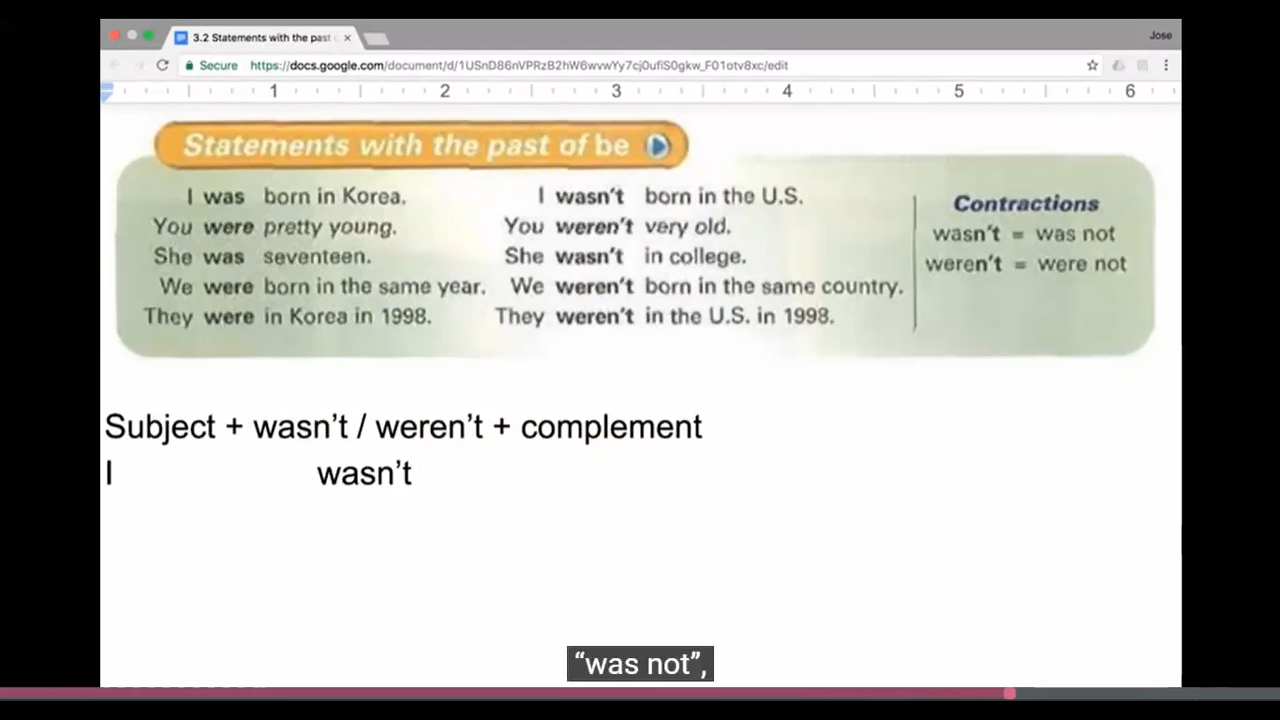 3.2 Statements with the past
Jose
Secure https://docs.google.com/document/d/1USnD86nVPRzB2hW6wvwYy7cj0ufiS0gkw_F01otv8xc/edit
1 2 3 4 5 6
Statements with the past of be
I was born in Korea. I wasn't born in the U.S.
You were pretty young. You weren't very old.
She was seventeen. She wasn't in college.
We were born in the same year. We weren't born in the same country.
They were in Korea in 1998. They weren't in the U.S. in 1998.
Contractions
wasn't = was not
weren't = were not
Subject + wasn’t / weren’t + complement
I wasn’t
“was not”,